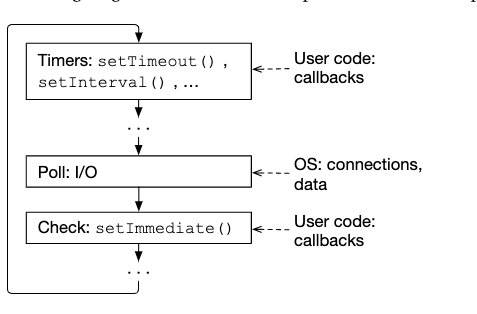 Timers: setTimeout() ,
setInterval() , ...
User code:
callbacks
...
Poll: I/O
OS: connections,
data
Check: setImmediate()
User code:
callbacks
...